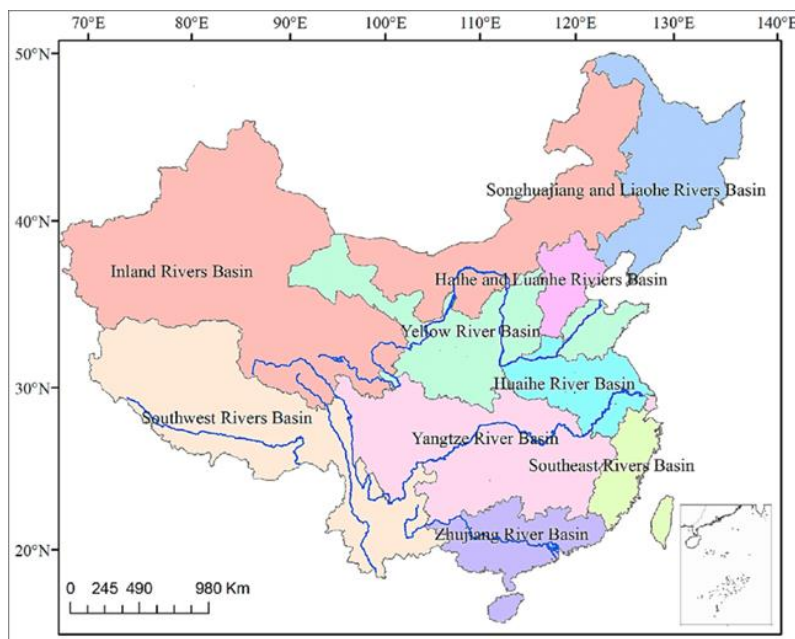 70°E 80°E 90°E 100°E 110°E 120°E 130°E 140°E
50°N
Songhuajiang and Liaohe Rivers Basin
40°N
Inland Rivers Basin
Haihe and Luanhe Riviers Basin
Yellow River Basin
30°N
Huaihe River Basin
Southwest Rivers Basin
Yangtze River Basin
Southeast Rivers Basin
20°N
Zhujiang River Basin
0 245 490 980 Km